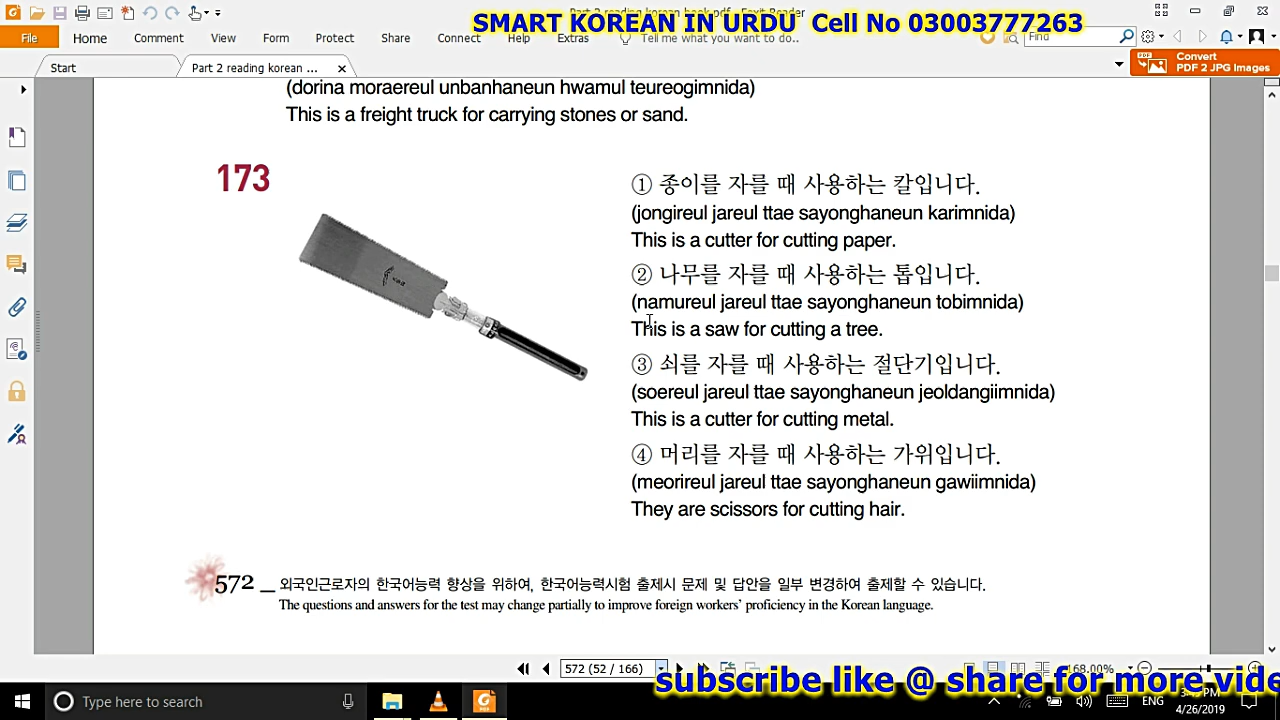 Part 2 reading korean book.pdf - Foxit Reader
SMART KOREAN IN URDU Cell No 03003777263
File Home Comment View Form Protect Share Connect Help Extras Tell me what you want to do.. Find
Start Part 2 reading korean ...
Convert
PDF 2 JPG Images
(dorina moraereul unbanhaneun hwamul teureogimnida)
This is a freight truck for carrying stones or sand.
173
① 종이를 자를 때 사용하는 칼입니다.
(jongireul jareul ttae sayonghaneun karimnida)
This is a cutter for cutting paper.
② 나무를 자를 때 사용하는 톱입니다.
(namureul jareul ttae sayonghaneun tobimnida)
This is a saw for cutting a tree.
③ 쇠를 자를 때 사용하는 절단기입니다.
(soereul jareul ttae sayonghaneun jeoldangiimnida)
This is a cutter for cutting metal.
④ 머리를 자를 때 사용하는 가위입니다.
(meorireul jareul ttae sayonghaneun gawiimnida)
They are scissors for cutting hair.
572 _ 외국인근로자의 한국어능력 향상을 위하여, 한국어능력시험 출제시 문제 및 답안을 일부 변경하여 출제할 수 있습니다.
The questions and answers for the test may change partially to improve foreign workers' proficiency in the Korean language.
572 (52 / 166) 168.00%
subscribe like @ share for more vide
Type here to search
ENG
PM
4/26/2019